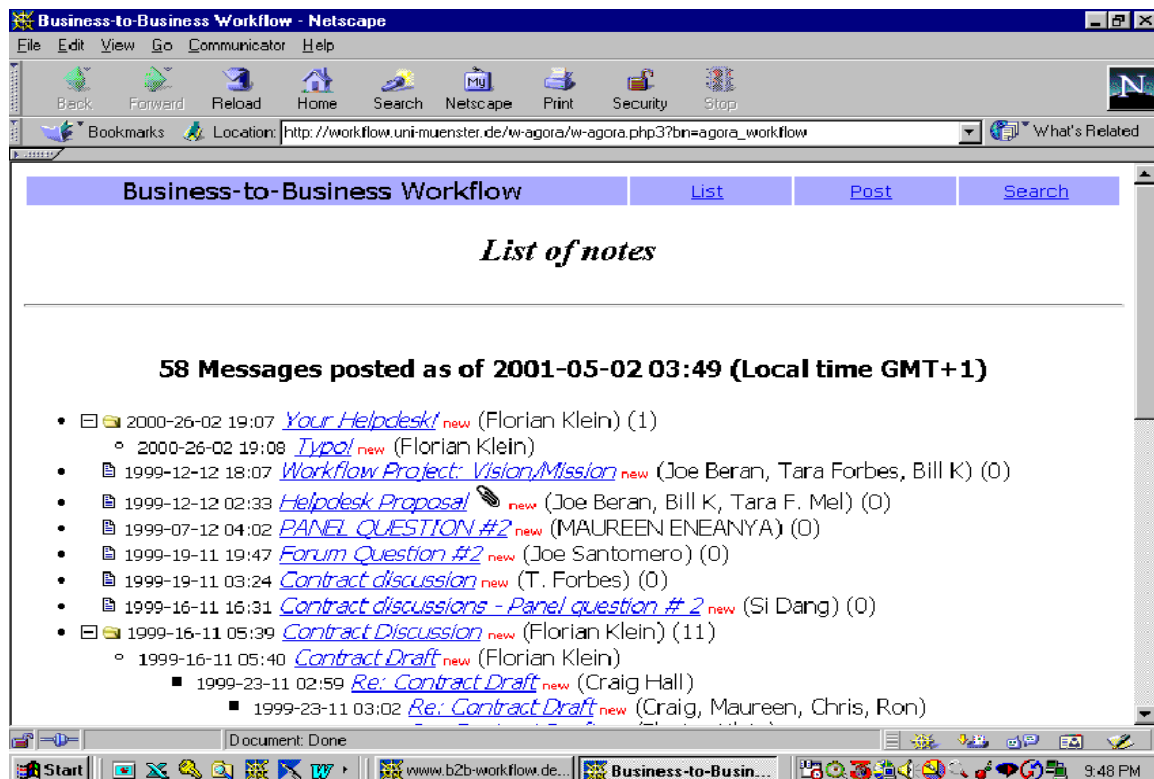 Business-to-Business Workflow - Netscape
File Edit View Go Communicator Help
Back Forward Reload Home Search Netscape Print Security Stop
My
N
Bookmarks Location: http://workflow.uni-muenster.de/w-agora/w-agora.php3?bn=agora_workflow What's Related
Business-to-Business Workflow List Post Search
List of notes
58 Messages posted as of 2001-05-02 03:49 (Local time GMT+1)
2000-26-02 19:07 Your Helpdesk! new (Florian Klein) (1)
2000-26-02 19:08 Typo! new (Florian Klein)
1999-12-12 18:07 Workflow Project: Vision/Mission new (Joe Beran, Tara Forbes, Bill K) (0)
1999-12-12 02:33 Helpdesk Proposal new (Joe Beran, Bill K, Tara F. Mel) (0)
1999-07-12 04:02 PANEL QUESTION #2 new (MAUREEN ENEANYA) (0)
1999-19-11 19:47 Forum Question #2 new (Joe Santomero) (0)
1999-19-11 03:24 Contract discussion new (T. Forbes) (0)
1999-16-11 16:31 Contract discussions - Panel question # 2 new (Si Dang) (0)
1999-16-11 05:39 Contract Discussion new (Florian Klein) (11)
1999-16-11 05:40 Contract Draft new (Florian Klein)
1999-23-11 02:59 Re: Contract Draft new (Craig Hall)
1999-23-11 03:02 Re: Contract Draft new (Craig, Maureen, Chris, Ron)
Document: Done
Start www.b2b-workflow.de... Business-to-Busin... 9:48 PM